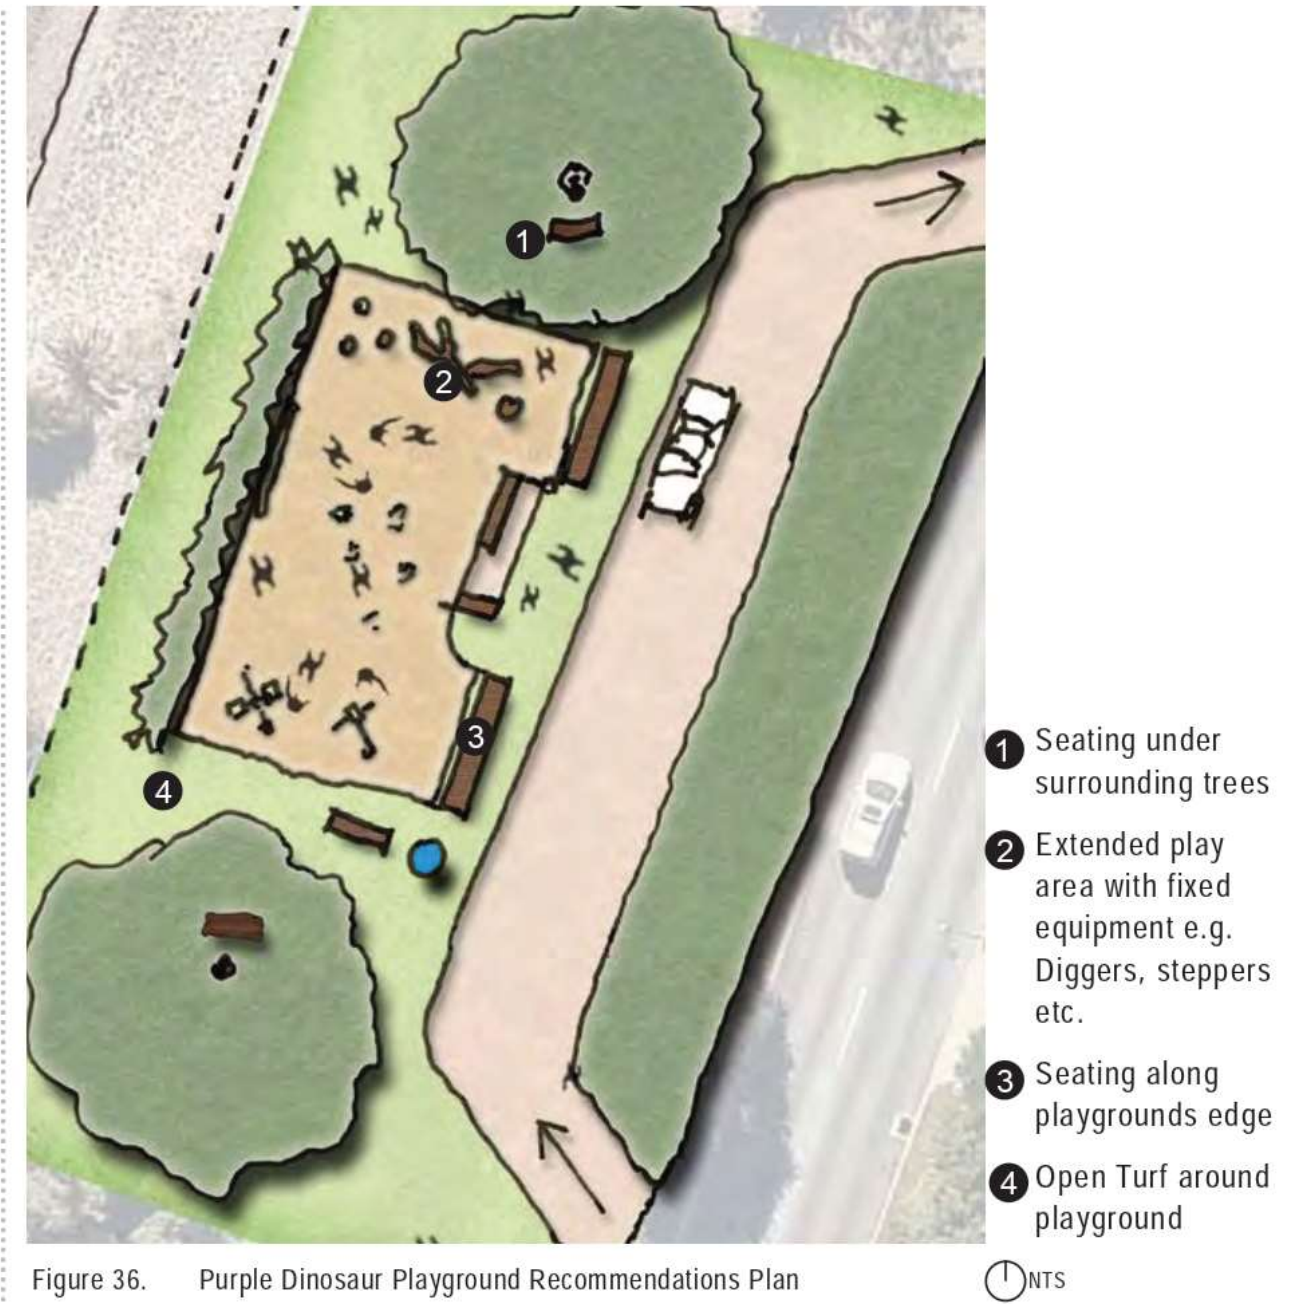 1
2
3
4
1 Seating under
surrounding trees
2 Extended play
area with fixed
equipment e.g.
Diggers, steppers
etc.
3 Seating along
playgrounds edge
4 Open Turf around
playground
Figure 36. Purple Dinosaur Playground Recommendations Plan
NTS